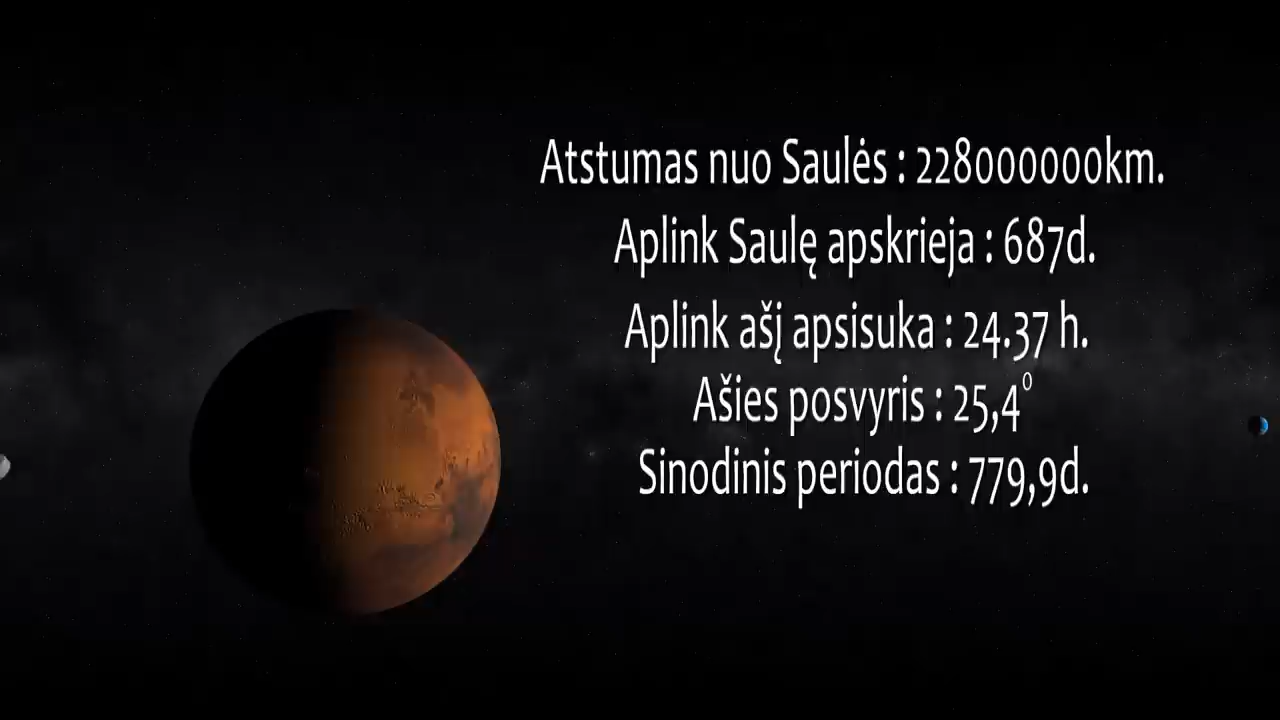 Atstumas nuo Saulės : 228000000km.
Aplink Saulę apskrieja : 687d.
Aplink ašį apsisuka : 24.37 h.
Ašies posvyris : 25,4°
Sinodinis periodas : 779,9d.